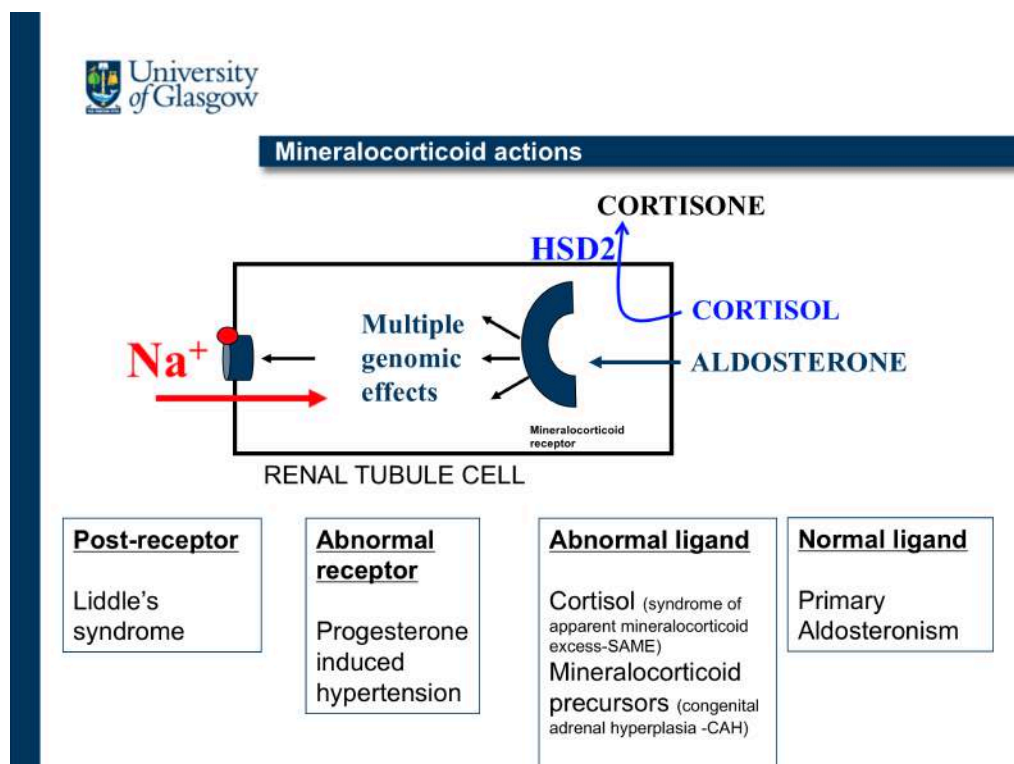 University
of Glasgow
Mineralocorticoid actions
CORTISONE
HSD2
CORTISOL
ALDOSTERONE
Multiple
genomic
effects
Na+
Mineralocorticoid
receptor
RENAL TUBULE CELL
Post-receptor
Liddle's
syndrome
Abnormal
receptor
Progesterone
induced
hypertension
Abnormal ligand
Cortisol (syndrome of
apparent mineralocorticoid
excess-SAME)
Mineralocorticoid
precursors (congenital
adrenal hyperplasia -CAH)
Normal ligand
Primary
Aldosteronism